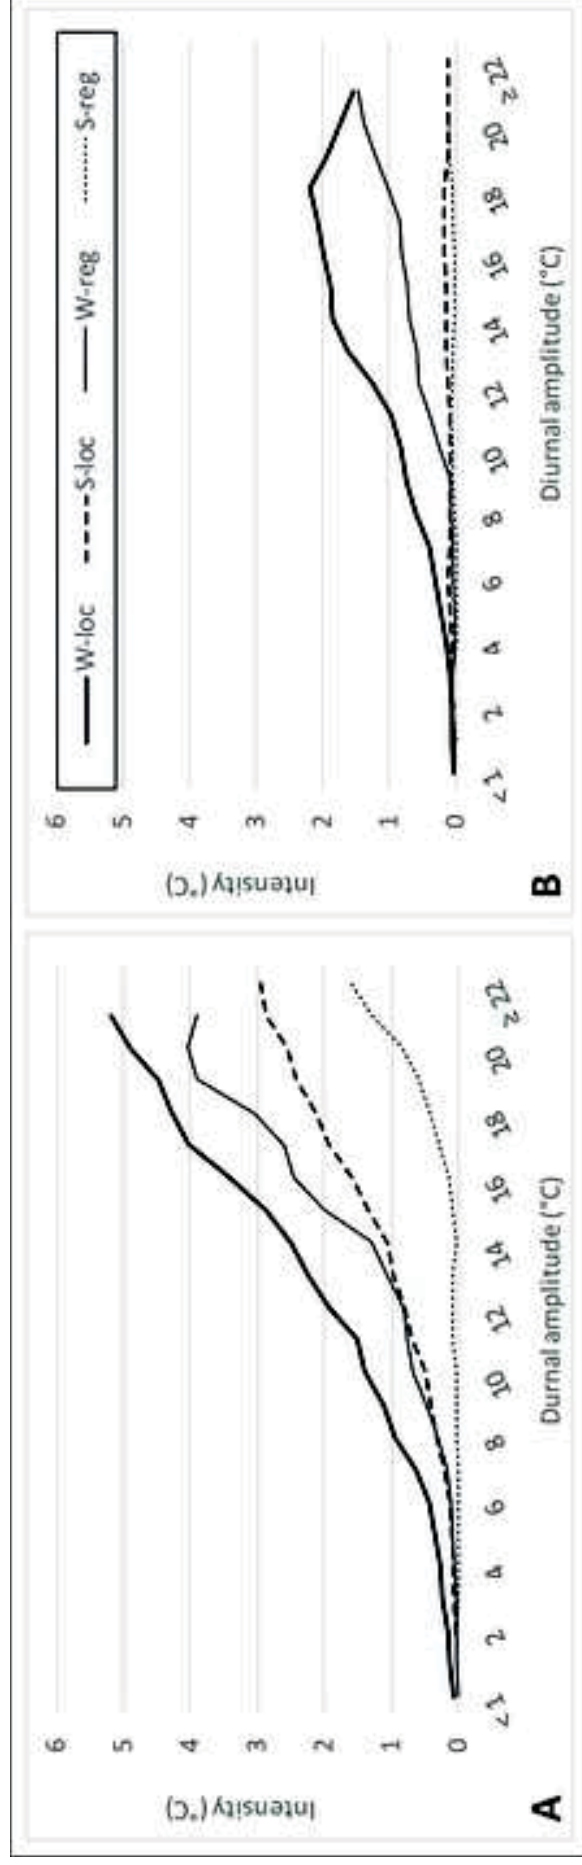 6
5
4
3
2
1
0
Intensity (°C)
< 1 2 4 6 8 10 12 14 16 18 20 ≥ 22
Durnal amplitude (°C)
A
W-loc S-loc W-reg S-reg
6
5
4
3
2
1
0
Intensity (°C)
< 1 2 4 6 8 10 12 14 16 18 20 ≥ 22
Diurnal amplitude (°C)
B